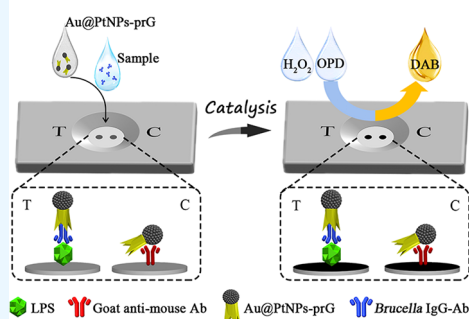 Au@PtNPs-prG
Sample
H₂O₂ OPD DAB
T C
Catalysis
T C
T C
T C
LPS Goat anti-mouse Ab Au@PtNPs-prG Brucella IgG-Ab